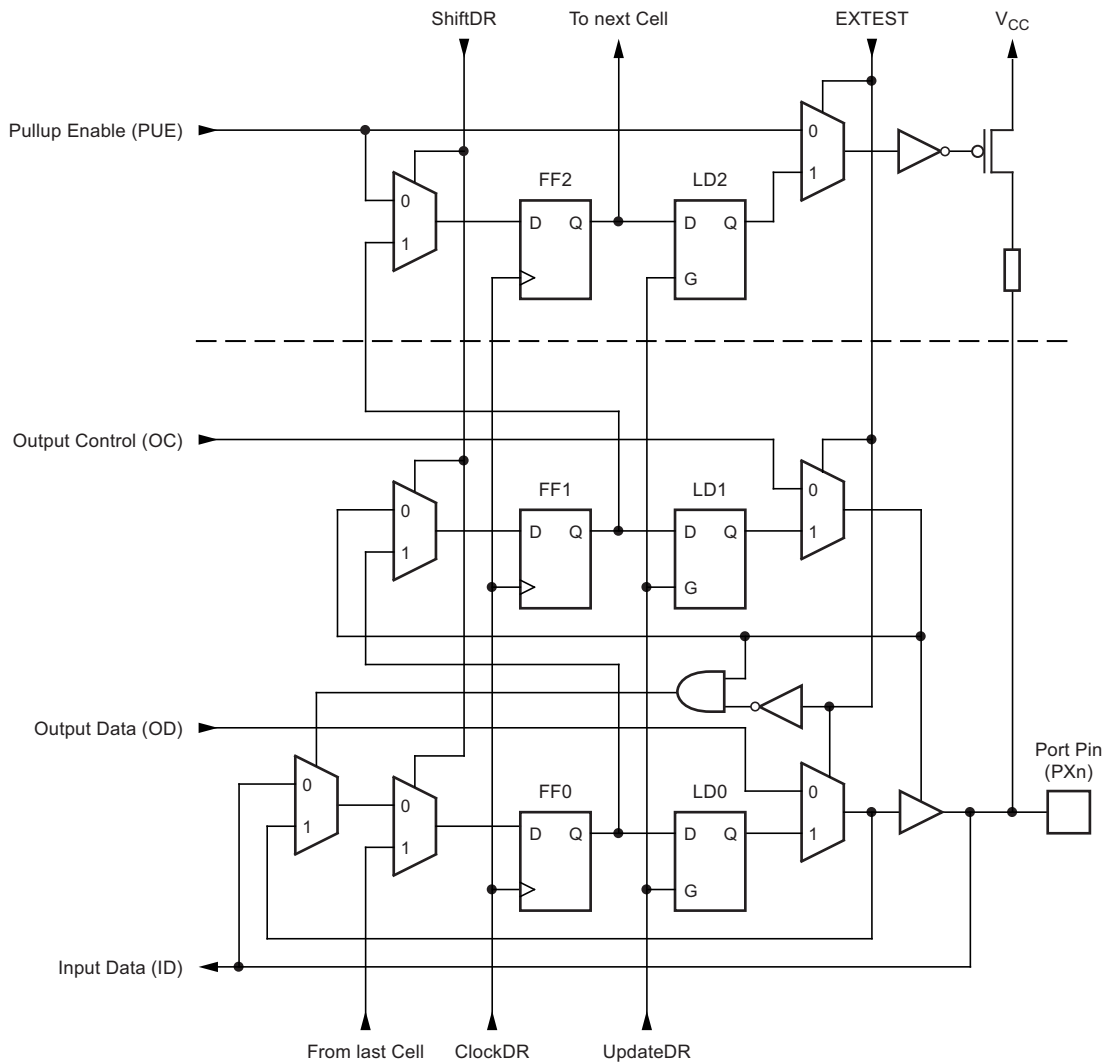 ShiftDR
To next Cell
EXTEST
VCC
Pullup Enable (PUE)
0
1
0
1
FF2
D Q
LD2
D Q
G
Output Control (OC)
0
1
FF1
D Q
LD1
D Q
G
0
1
Output Data (OD)
0
1
0
1
FF0
D Q
LD0
D Q
G
0
1
Port Pin
(PXn)
Input Data (ID)
From last Cell
ClockDR
UpdateDR